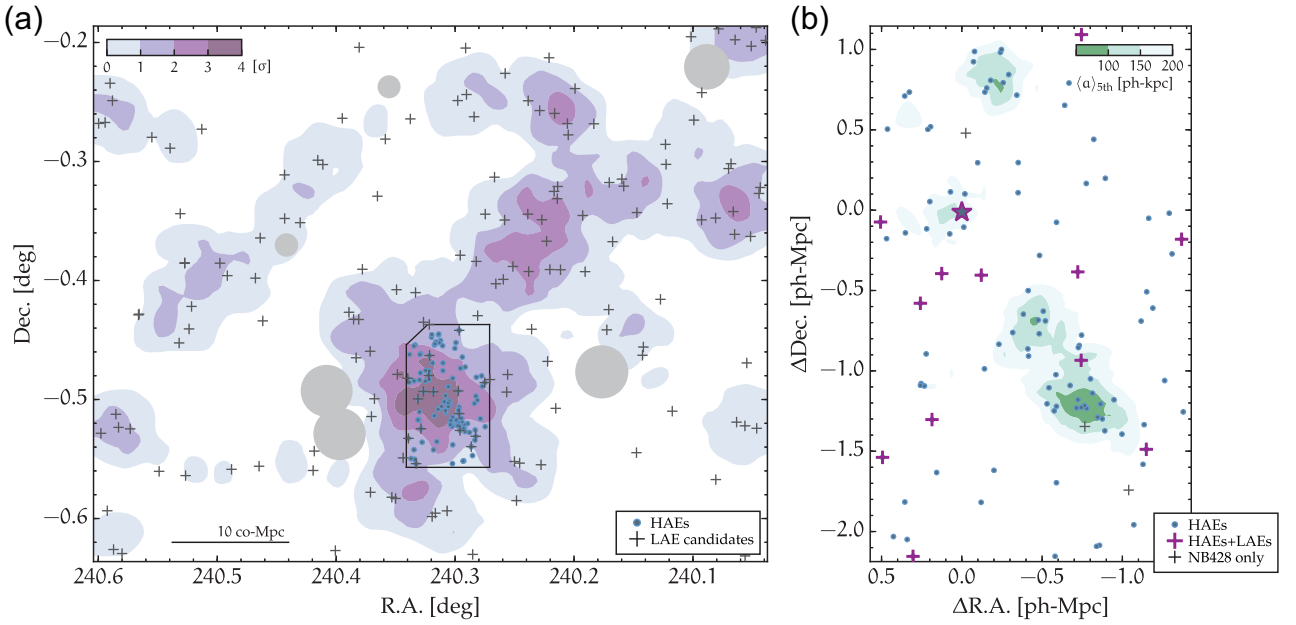 (a)
0 1 2 3 4 [σ]
−0.2
−0.3
−0.4
−0.5
−0.6
Dec. [deg]
10 co-Mpc
HAEs
LAE candidates
240.6 240.5 240.4 240.3 240.2 240.1
R.A. [deg]
(b)
100 150 200
⟨a⟩5th [ph-kpc]
1.0
0.5
0.0
−0.5
−1.0
−1.5
−2.0
ΔDec. [ph-Mpc]
HAEs
HAEs+LAEs
NB428 only
0.5 0.0 −0.5 −1.0
ΔR.A. [ph-Mpc]